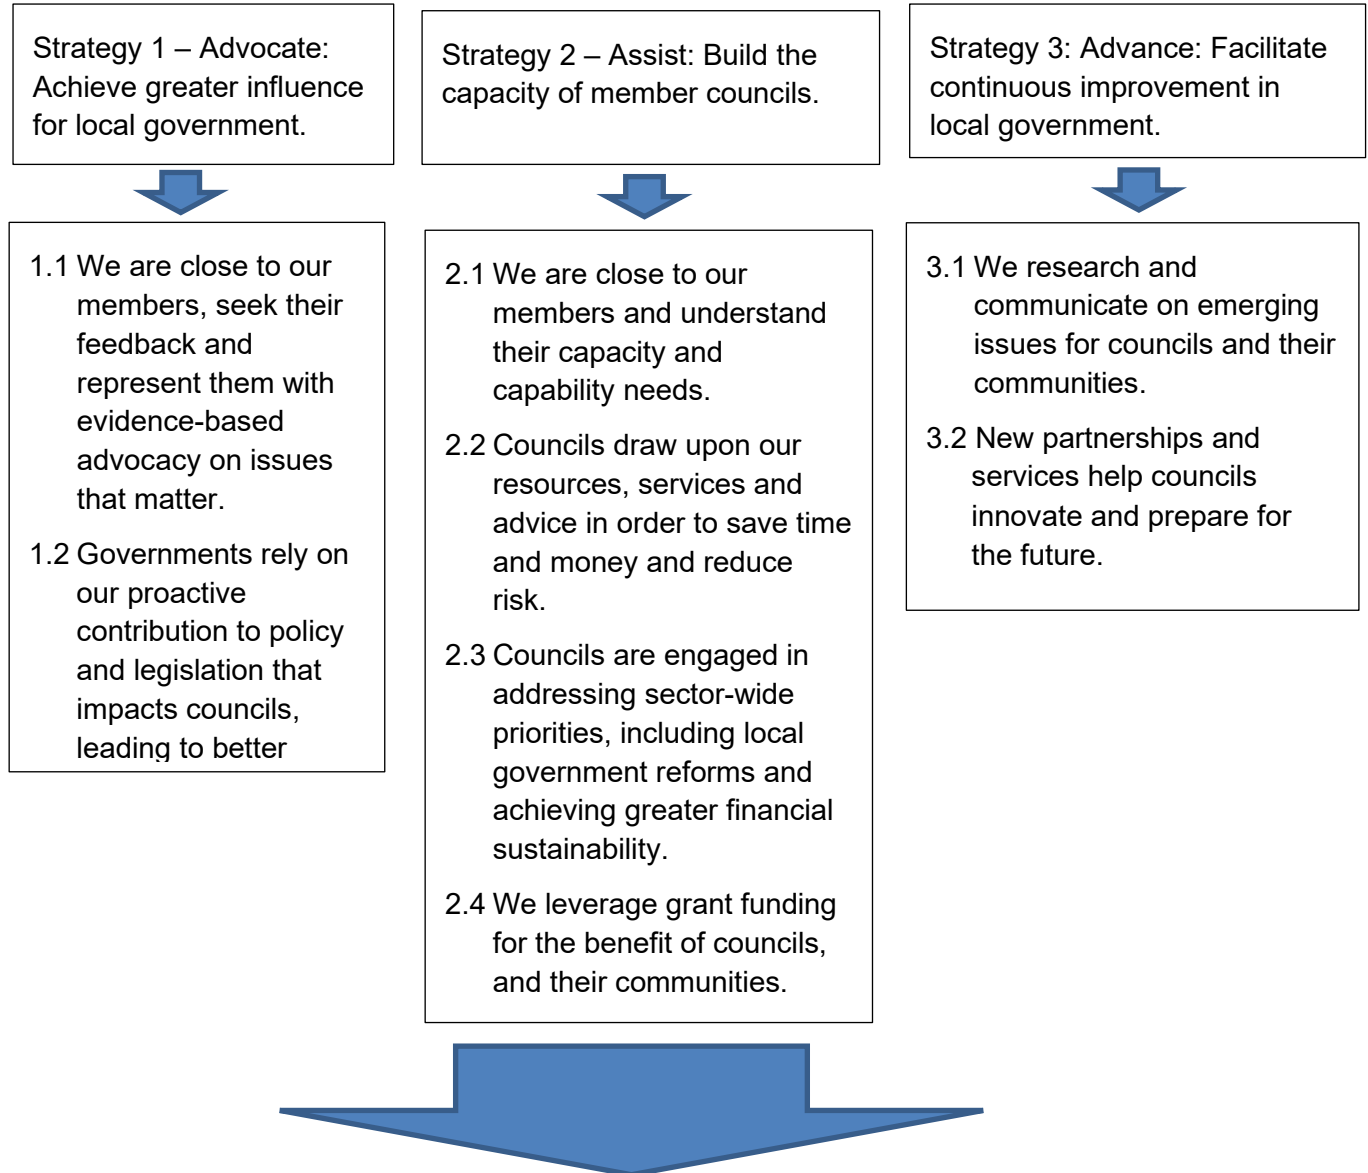 Strategy 1 – Advocate:
Achieve greater influence
for local government.
Strategy 2 – Assist: Build the
capacity of member councils.
Strategy 3: Advance: Facilitate
continuous improvement in
local government.
1.1 We are close to our
members, seek their
feedback and
represent them with
evidence-based
advocacy on issues
that matter.
1.2 Governments rely on
our proactive
contribution to policy
and legislation that
impacts councils,
leading to better
2.1 We are close to our
members and understand
their capacity and
capability needs.
2.2 Councils draw upon our
resources, services and
advice in order to save time
and money and reduce
risk.
2.3 Councils are engaged in
addressing sector-wide
priorities, including local
government reforms and
achieving greater financial
sustainability.
2.4 We leverage grant funding
for the benefit of councils,
and their communities.
3.1 We research and
communicate on emerging
issues for councils and their
communities.
3.2 New partnerships and
services help councils
innovate and prepare for
the future.